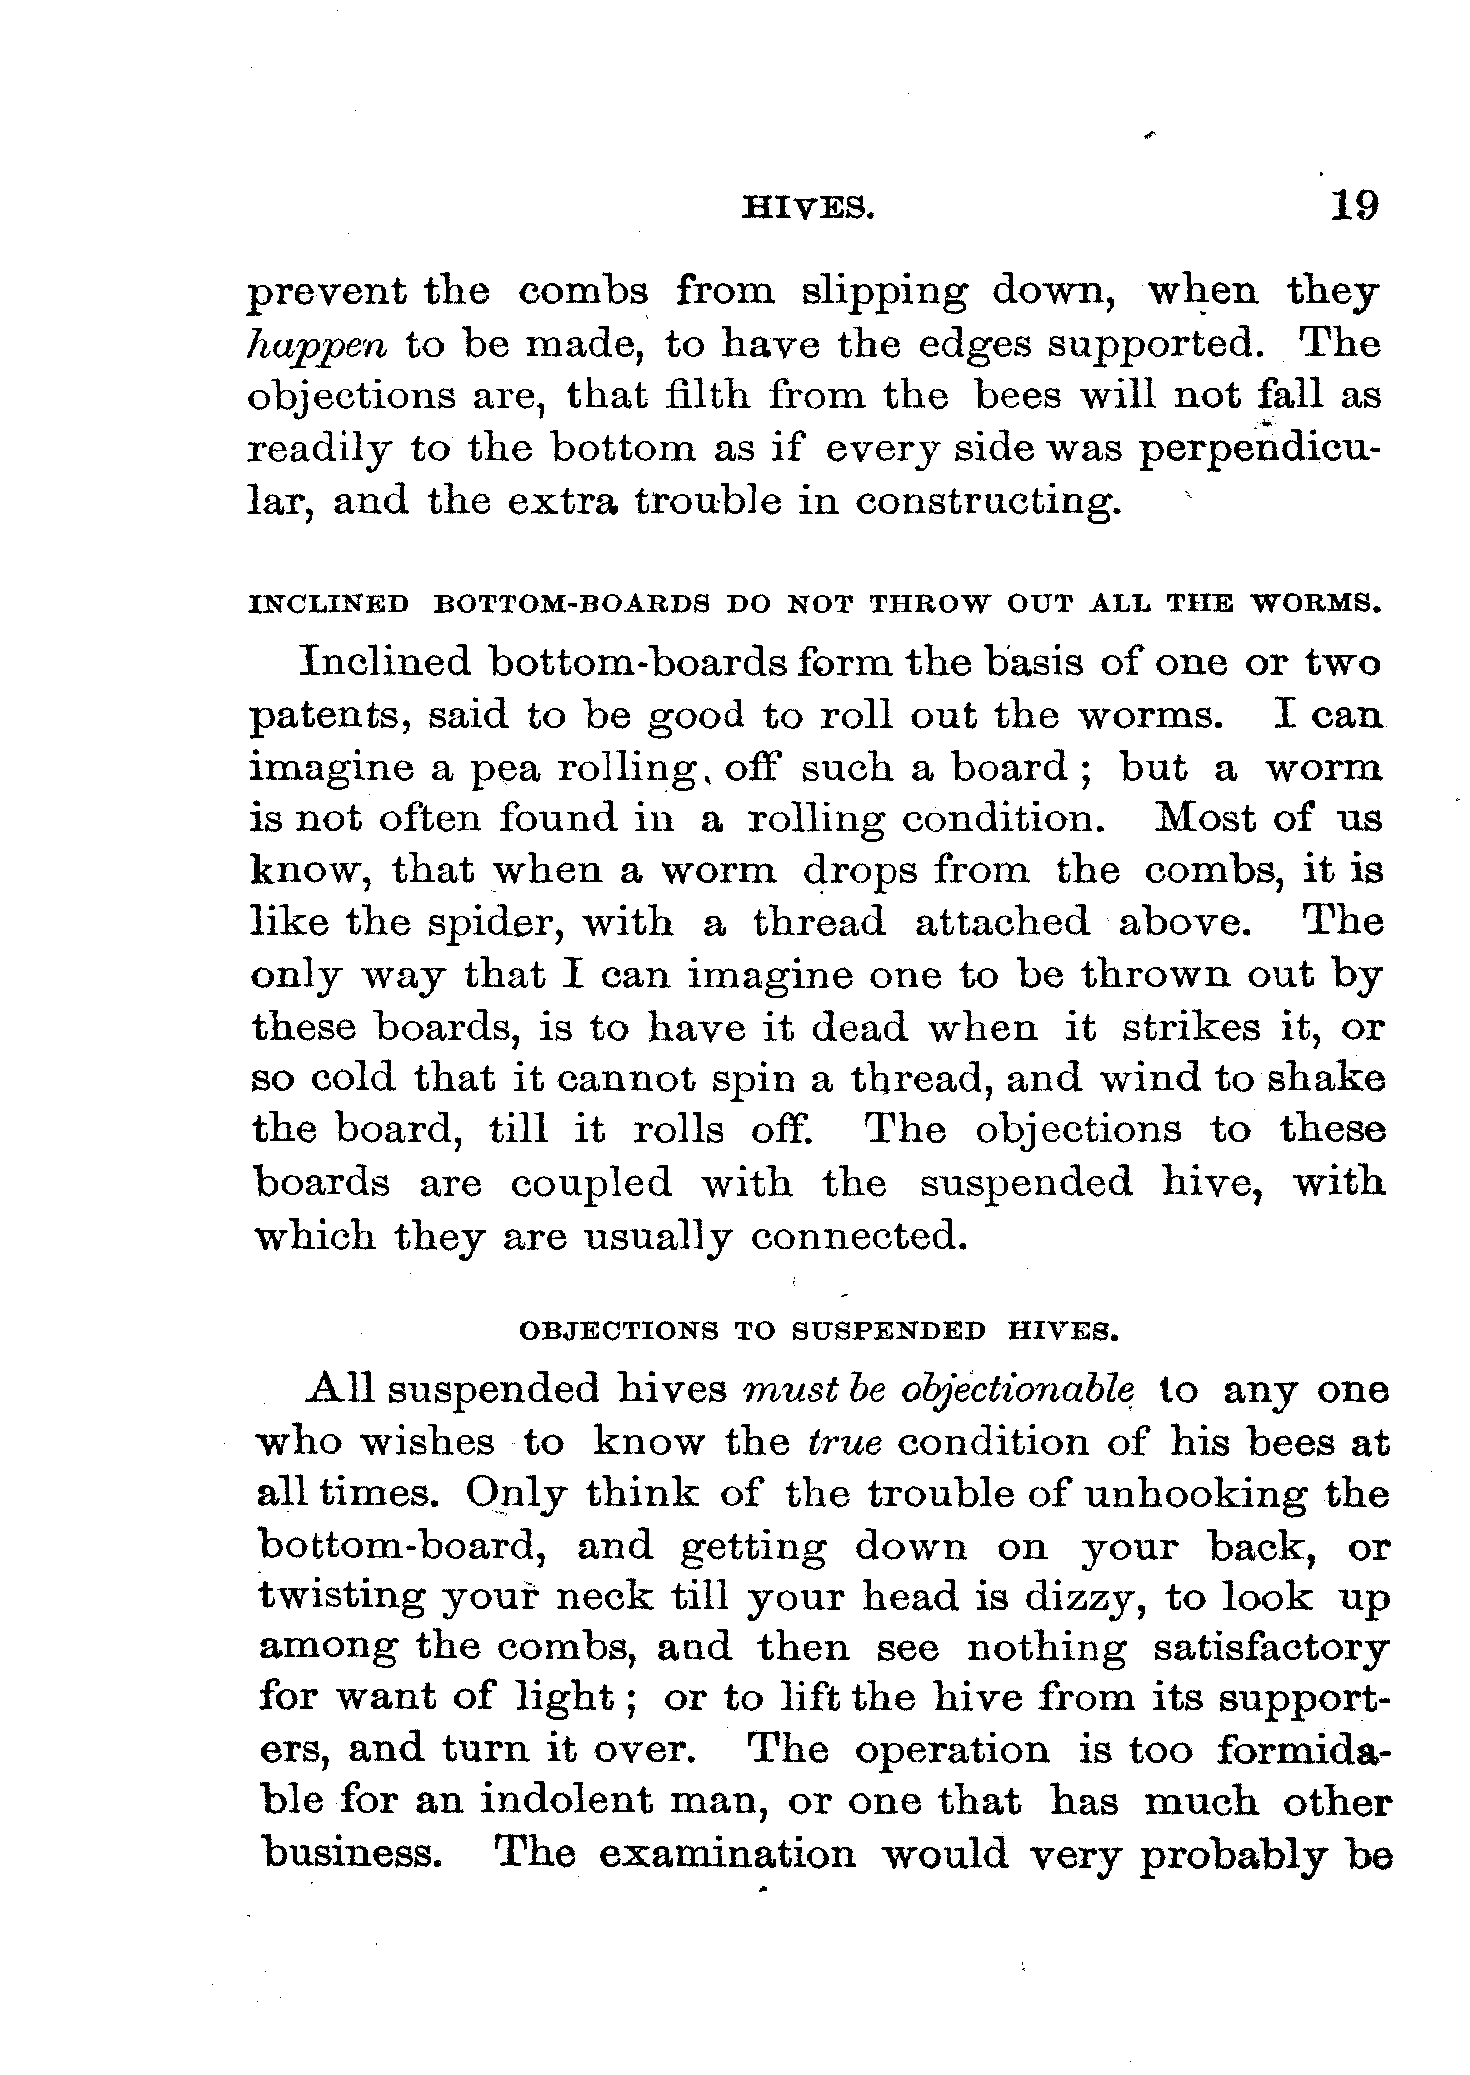 HIVES. 19
prevent the combs from slipping down, when they
happen to be made, to have the edges supported. The
objections are, that filth from the bees will not fall as
readily to the bottom as if every side was perpendicu-
lar, and the extra trouble in constructing.
INCLINED BOTTOM-BOARDS DO NOT THROW OUT ALL THE WORMS.
Inclined bottom-boards form the basis of one or two
patents, said to be good to roll out the worms. I can
imagine a pea rolling off such a board; but a worm
is not often found in a rolling condition. Most of us
know, that when a worm drops from the combs, it is
like the spider, with a thread attached above. The
only way that I can imagine one to be thrown out by
these boards, is to have it dead when it strikes it, or
so cold that it cannot spin a thread, and wind to shake
the board, till it rolls off. The objections to these
boards are coupled with the suspended hive, with
which they are usually connected.
OBJECTIONS TO SUSPENDED HIVES.
All suspended hives must be objectionable to any one
who wishes to know the true condition of his bees at
all times. Only think of the trouble of unhooking the
bottom-board, and getting down on your back, or
twisting your neck till your head is dizzy, to look up
among the combs, and then see nothing satisfactory
for want of light; or to lift the hive from its support-
ers, and turn it over. The operation is too formida-
ble for an indolent man, or one that has much other
business. The examination would very probably be